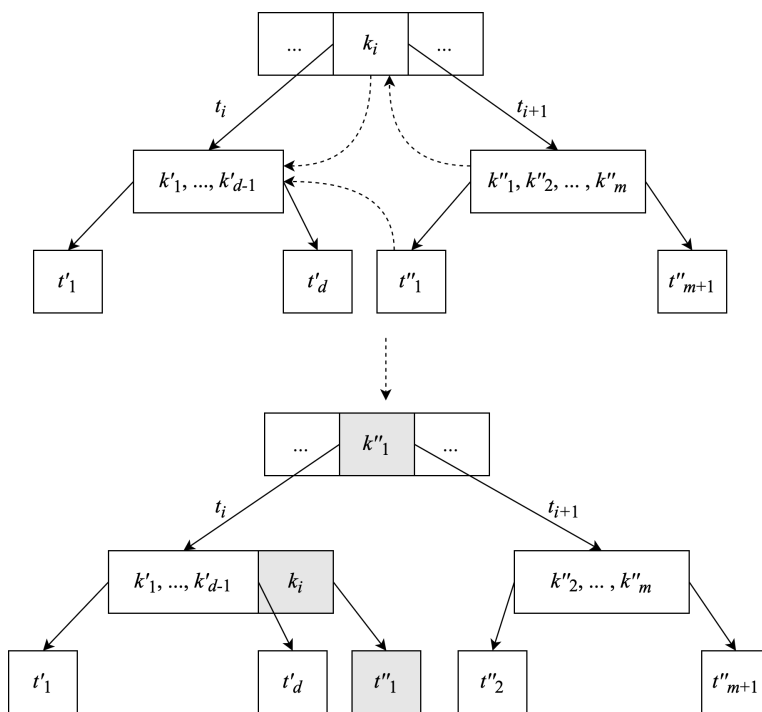 ... k_i ...
t_i t_{i+1}
k'_1, ..., k'_{d-1} k''_1, k''_2, ... , k''_m
t'_1 t'_d t''_1 t''_{m+1}
... k''_1 ...
t_i t_{i+1}
k'_1, ..., k'_{d-1} k_i k''_2, ... , k''_m
t'_1 t'_d t''_1 t''_2 t''_{m+1}